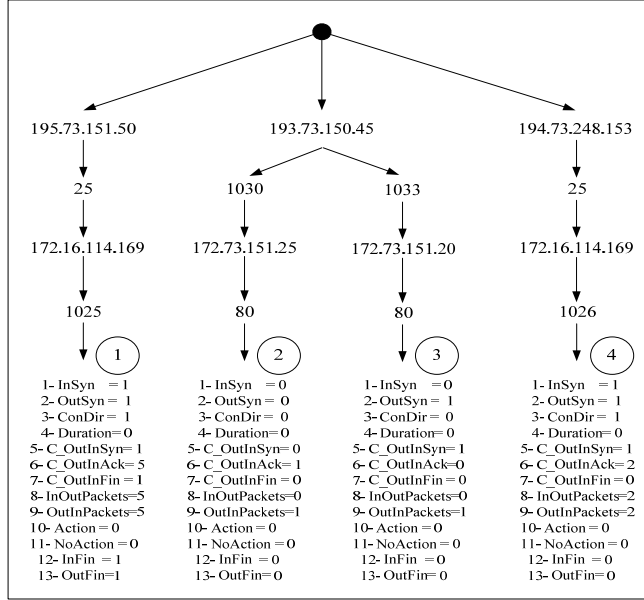 195.73.151.50 193.73.150.45 194.73.248.153
25 1030 1033 25
172.16.114.169 172.73.151.25 172.73.151.20 172.16.114.169
1025 80 80 1026
1 2 3 4
1- InSyn = 1 1- InSyn = 0 1- InSyn = 0 1- InSyn = 1
2- OutSyn = 1 2- OutSyn = 0 2- OutSyn = 1 2- OutSyn = 1
3- ConDir = 1 3- ConDir = 0 3- ConDir = 0 3- ConDir = 1
4- Duration=0 4- Duration=0 4- Duration=0 4- Duration=0
5- C_OutInSyn= 1 5- C_OutInSyn=0 5- C_OutInSyn=1 5- C_OutInSyn=1
6- C_OutInAck= 5 6- C_OutInAck= 1 6- C_OutInAck=0 6- C_OutInAck=2
7- C_OutInFin= 1 7- C_OutInFin= 0 7- C_OutInFin= 0 7- C_OutInFin= 0
8- InOutPackets=5 8- InOutPackets=0 8- InOutPackets=0 8- InOutPackets=2
9- OutInPackets=5 9- OutInPackets=1 9- OutInPackets=1 9- OutInPackets=2
10- Action = 0 10- Action = 0 10- Action = 0 10- Action = 0
11- NoAction = 0 11- NoAction = 0 11- NoAction = 0 11- NoAction = 0
12- InFin = 1 12- InFin = 0 12- InFin = 0 12- InFin = 0
13- OutFin=1 13- OutFin=0 13- OutFin= 0 13- OutFin= 0